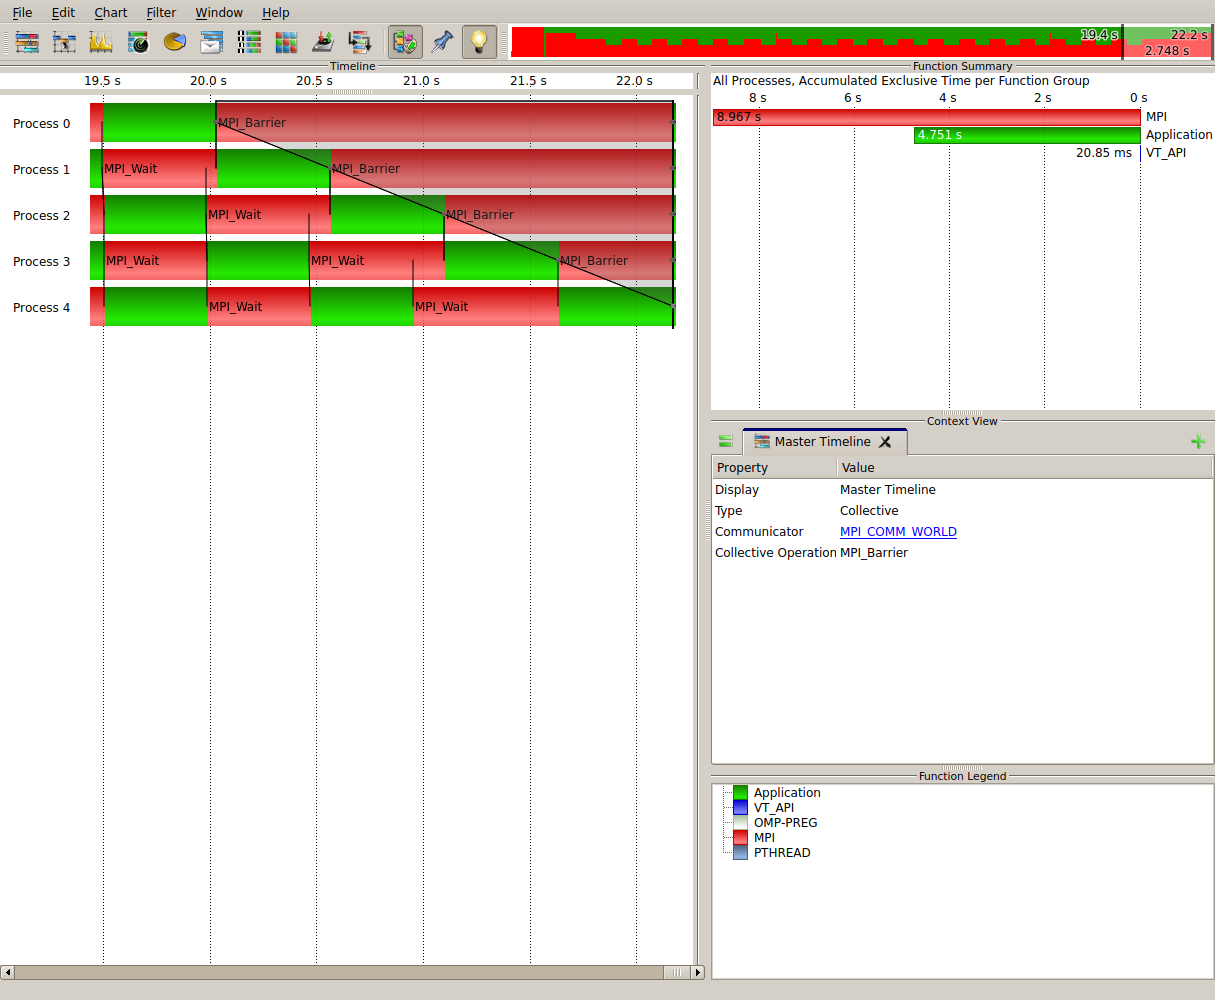 File Edit Chart Filter Window Help
19.4 s 22.2 s
2.748 s
Timeline
19.5 s 20.0 s 20.5 s 21.0 s 21.5 s 22.0 s
Process 0 MPI_Barrier
Process 1 MPI_Wait MPI_Barrier
Process 2 MPI_Wait MPI_Barrier
Process 3 MPI_Wait MPI_Wait MPI_Barrier
Process 4 MPI_Wait MPI_Wait
Function Summary
All Processes, Accumulated Exclusive Time per Function Group
8 s 6 s 4 s 2 s 0 s
8.967 s MPI
4.751 s Application
20.85 ms VT_API
Context View
Master Timeline
Property Value
Display Master Timeline
Type Collective
Communicator MPI_COMM_WORLD
Collective Operation MPI_Barrier
Function Legend
Application
VT_API
OMP-PREG
MPI
PTHREAD